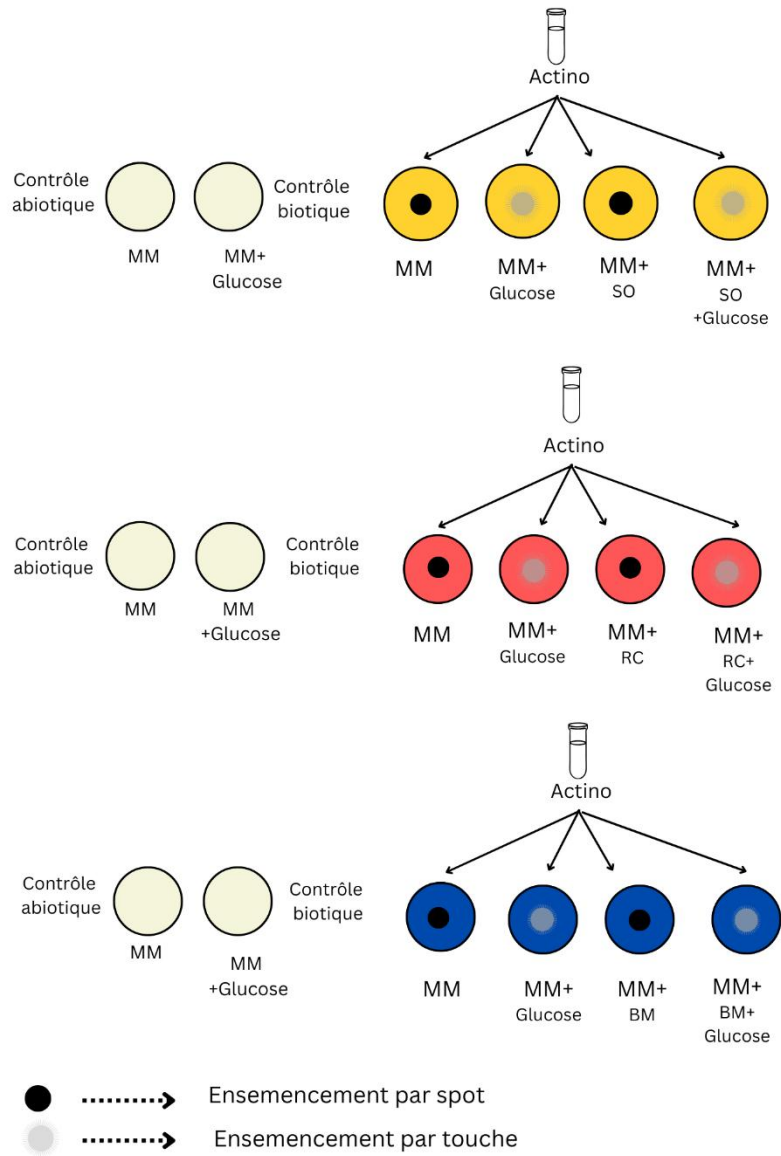 Actino
Contrôle
abiotique
MM
MM+
Glucose
Contrôle
biotique
MM
MM+
Glucose
MM+
SO
MM+
SO
+Glucose
Actino
Contrôle
abiotique
MM
MM
+Glucose
Contrôle
biotique
MM
MM+
Glucose
MM+
RC
MM+
RC+
Glucose
Actino
Contrôle
abiotique
MM
MM
+Glucose
Contrôle
biotique
MM
MM+
Glucose
MM+
BM
MM+
BM+
Glucose
Ensemencement par spot
Ensemencement par touche